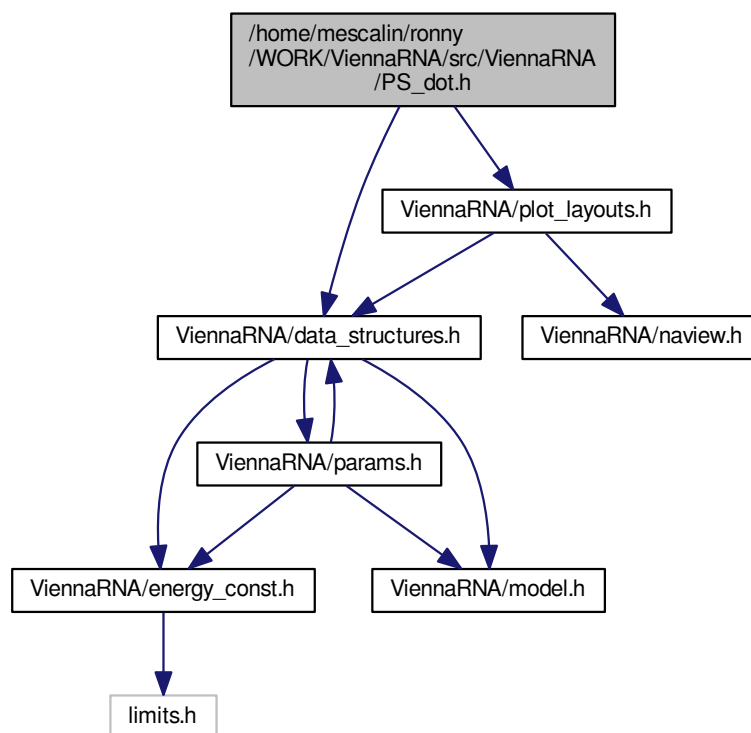 /home/mescalin/ronny
/WORK/ViennaRNA/src/ViennaRNA
/PS_dot.h
ViennaRNA/plot_layouts.h
ViennaRNA/data_structures.h
ViennaRNA/naview.h
ViennaRNA/params.h
ViennaRNA/energy_const.h
ViennaRNA/model.h
limits.h